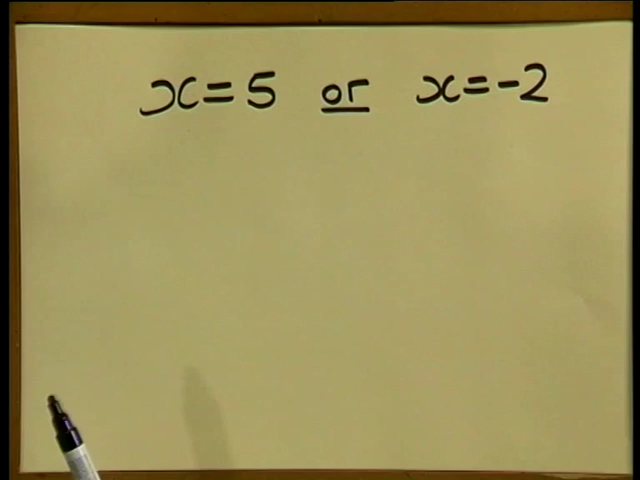 x = 5 or x = -2